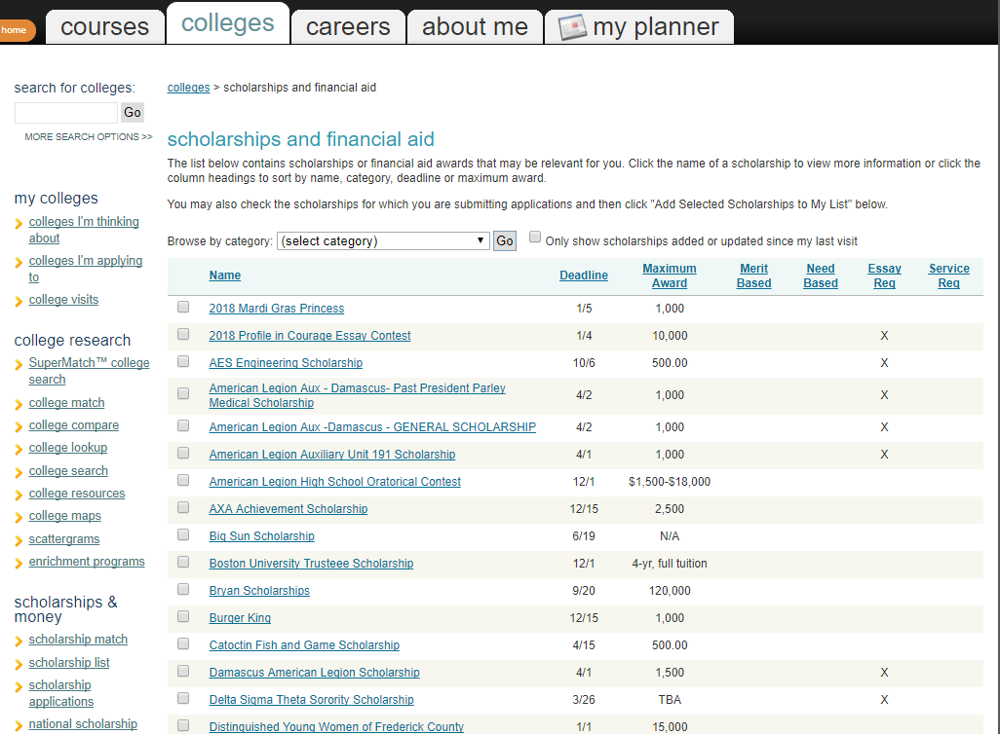 home courses colleges careers about me my planner
search for colleges:
Go
MORE SEARCH OPTIONS >>
my colleges
colleges I'm thinking
about
colleges I'm applying
to
college visits
college research
SuperMatch™ college
search
college match
college compare
college lookup
college search
college resources
college maps
scattergrams
enrichment programs
scholarships &
money
scholarship match
scholarship list
scholarship
applications
national scholarship
colleges > scholarships and financial aid
scholarships and financial aid
The list below contains scholarships or financial aid awards that may be relevant for you. Click the name of a scholarship to view more information or click the
column headings to sort by name, category, deadline or maximum award.
You may also check the scholarships for which you are submitting applications and then click "Add Selected Scholarships to My List" below.
Browse by category: (select category) Go Only show scholarships added or updated since my last visit
Name Deadline Maximum Award Merit Based Need Based Essay Req Service Req
2018 Mardi Gras Princess 1/5 1,000
2018 Profile in Courage Essay Contest 1/4 10,000 X
AES Engineering Scholarship 10/6 500.00 X
American Legion Aux - Damascus- Past President Parley
Medical Scholarship 4/2 1,000 X
American Legion Aux -Damascus - GENERAL SCHOLARSHIP 4/2 1,000 X
American Legion Auxiliary Unit 191 Scholarship 4/1 1,000 X
American Legion High School Oratorical Contest 12/1 $1,500-$18,000
AXA Achievement Scholarship 12/15 2,500
Big Sun Scholarship 6/19 N/A
Boston University Trusteee Scholarship 12/1 4-yr, full tuition
Bryan Scholarships 9/20 120,000
Burger King 12/15 1,000
Catoctin Fish and Game Scholarship 4/15 500.00
Damascus American Legion Scholarship 4/1 1,500 X
Delta Sigma Theta Sorority Scholarship 3/26 TBA X
Distinguished Young Women of Frederick County 1/1 15,000